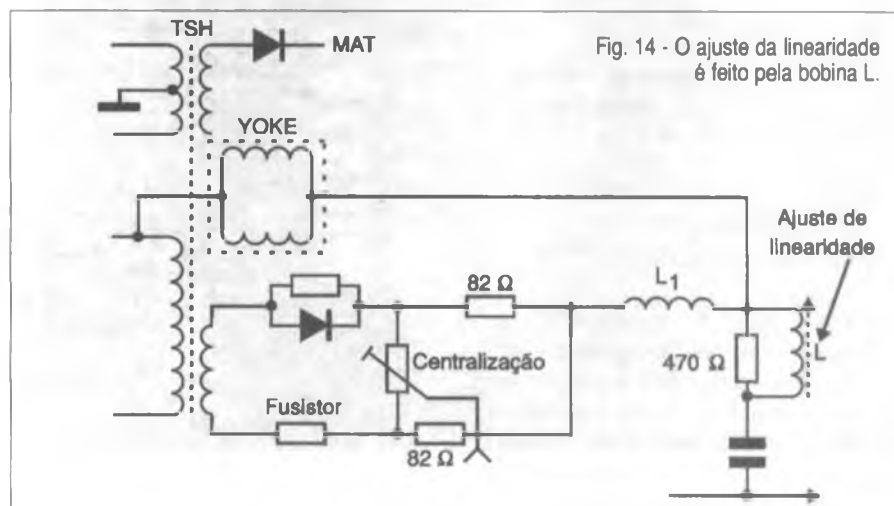 TSH
MAT
Fig. 14 - O ajuste da linearidade
é feito pela bobina L.
YOKE
Ajuste de
linearidade
82 Ω
L1
Centralização
470 Ω
L
Fusistor
82 Ω